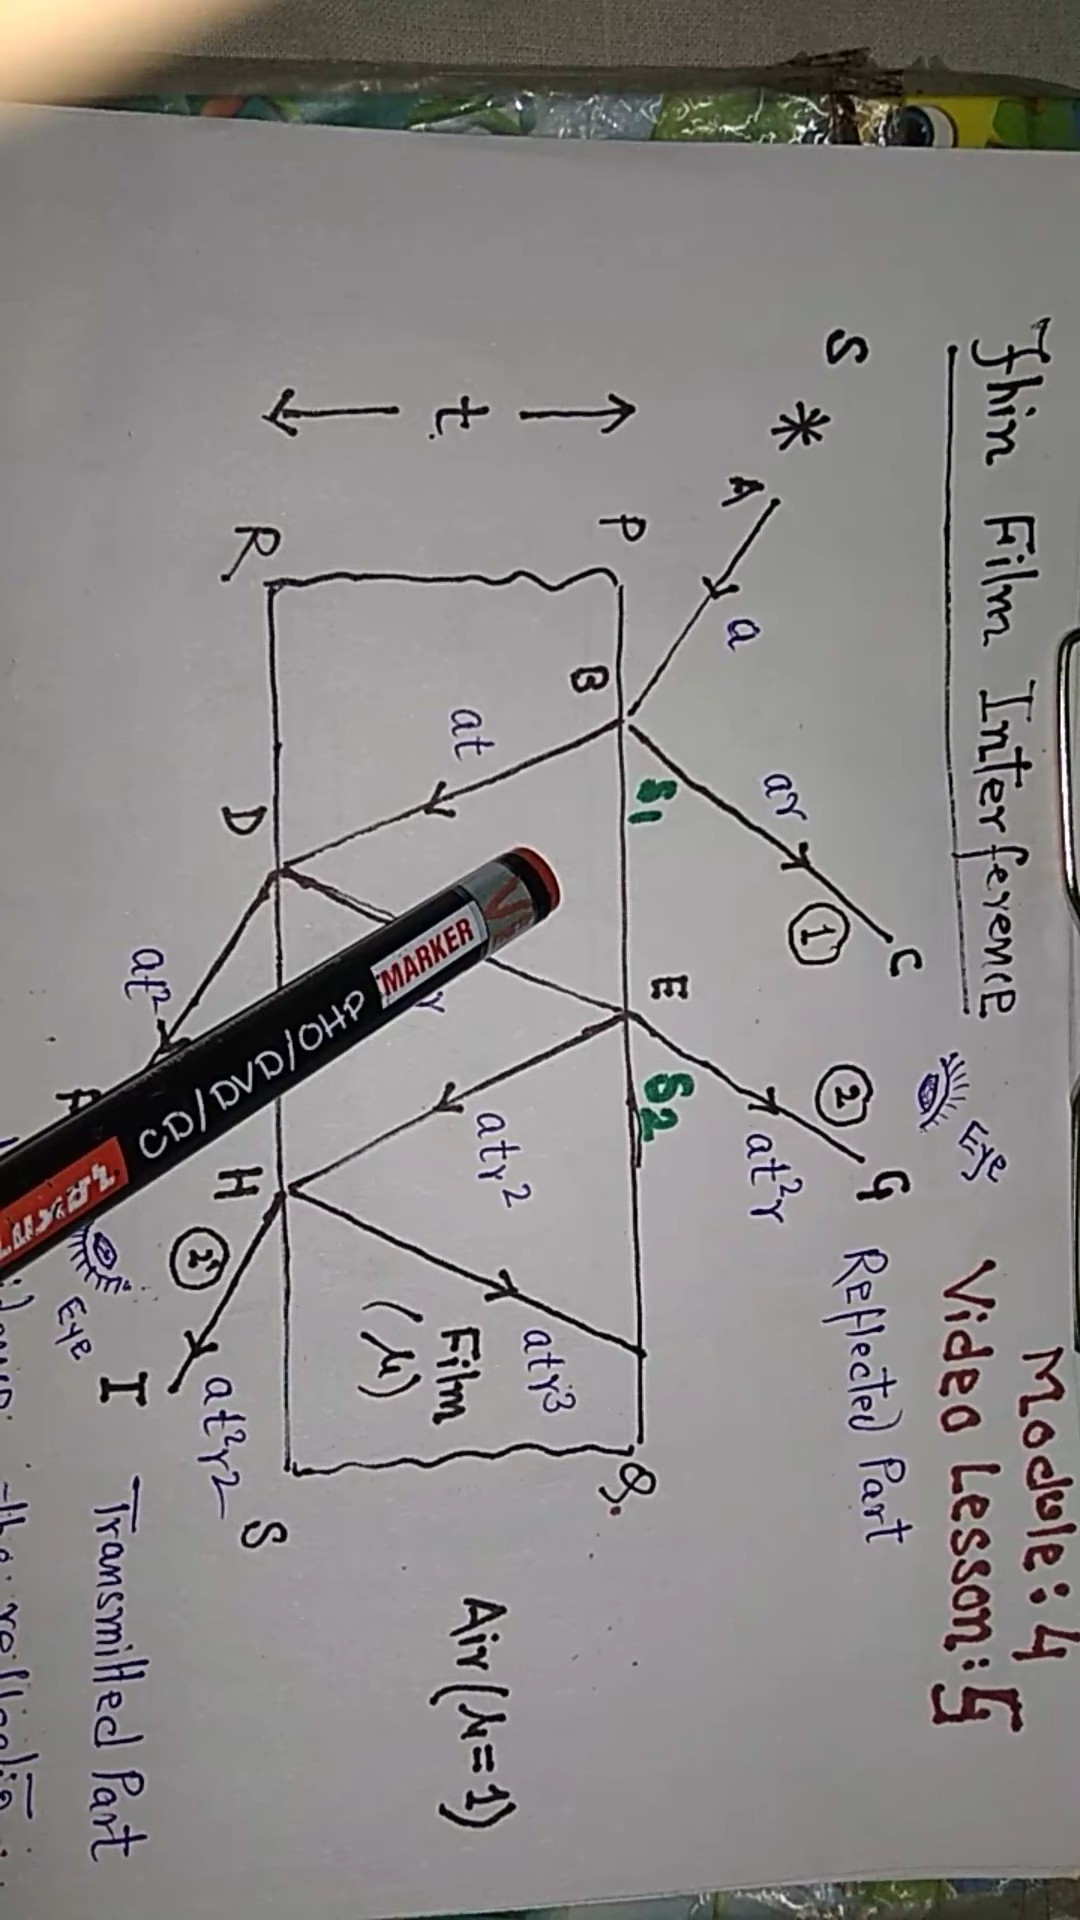 Module: 4
Thin Film Interference
Video Lesson: 5
Eye
S
A
a
ar
1
C
2
G
Reflected Part
at²r
P
B
S1
E
S2
Q.
t
at
atr²
atr³
Film
(μ)
Air (μ=1)
r
MARKER
CD/DVD/OHP
R
D
H
S
at²
2'
I
at²r²
Eye
Transmitted Part